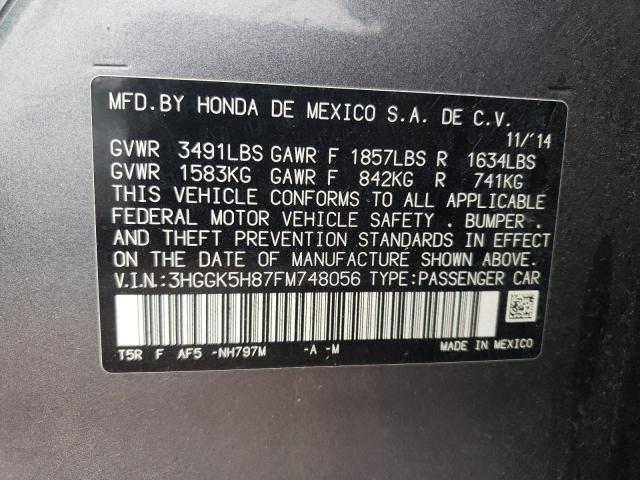 MFD.BY HONDA DE MEXICO S.A. DE C.V.
11/'14
GVWR 3491LBS GAWR F 1857LBS R 1634LBS
GVWR 1583KG GAWR F 842KG R 741KG
THIS VEHICLE CONFORMS TO ALL APPLICABLE
FEDERAL MOTOR VEHICLE SAFETY . BUMPER .
AND THEFT PREVENTION STANDARDS IN EFFECT
ON THE DATE OF MANUFACTURE SHOWN ABOVE.
V.I.N.:3HGGK5H87FM748056 TYPE:PASSENGER CAR
T5R F AF5 -NH797M -A -M MADE IN MEXICO